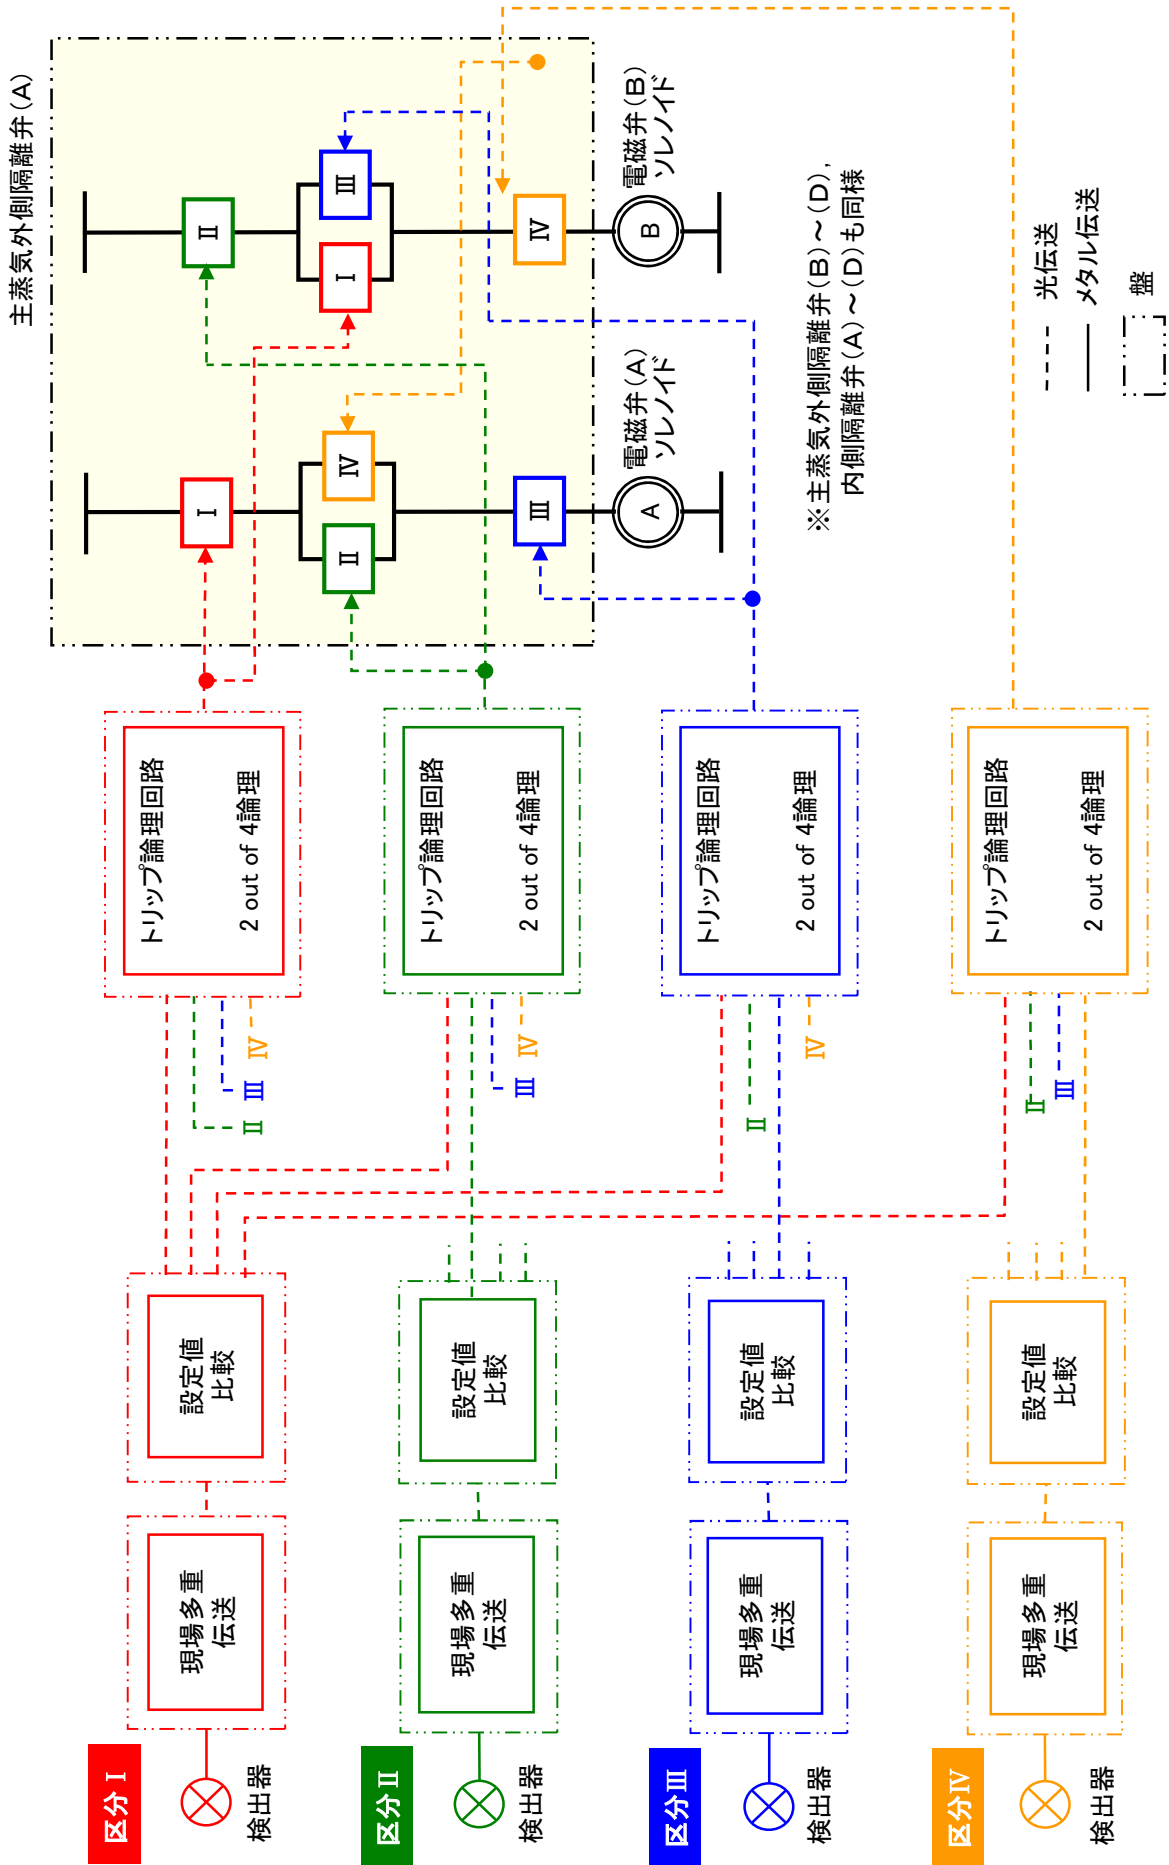 区分Ⅰ
検出器
現場多重
伝送
設定値
比較
トリップ論理回路
2 out of 4論理
Ⅱ
Ⅲ
Ⅳ
区分Ⅱ
検出器
現場多重
伝送
設定値
比較
トリップ論理回路
2 out of 4論理
Ⅲ
Ⅳ
区分Ⅲ
検出器
現場多重
伝送
設定値
比較
トリップ論理回路
2 out of 4論理
Ⅱ
Ⅳ
区分Ⅳ
検出器
現場多重
伝送
設定値
比較
トリップ論理回路
2 out of 4論理
Ⅱ
Ⅲ
主蒸気外側隔離弁(A)
Ⅰ
Ⅱ
Ⅳ
Ⅲ
A
電磁弁(A)
ソレノイド
Ⅱ
Ⅰ
Ⅲ
Ⅳ
B
電磁弁(B)
ソレノイド
※主蒸気外側隔離弁(B)～(D),
内側隔離弁(A)～(D)も同様
光伝送
メタル伝送
盤